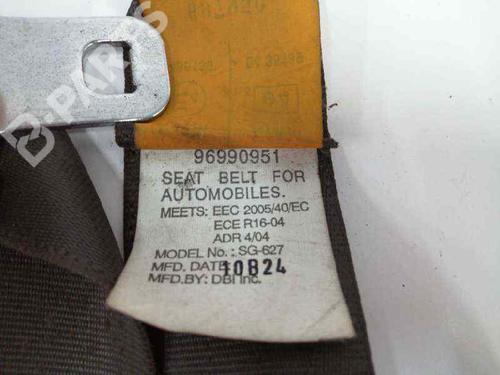 B-PARTS
96990951
SEAT BELT FOR
AUTOMOBILES.
MEETS: EEC 2005/40/EC
ECE R16-04
ADR 4/04
MODEL No.: SG-627
MFD. DATE: 10B24
MFD.BY: DBI Inc.